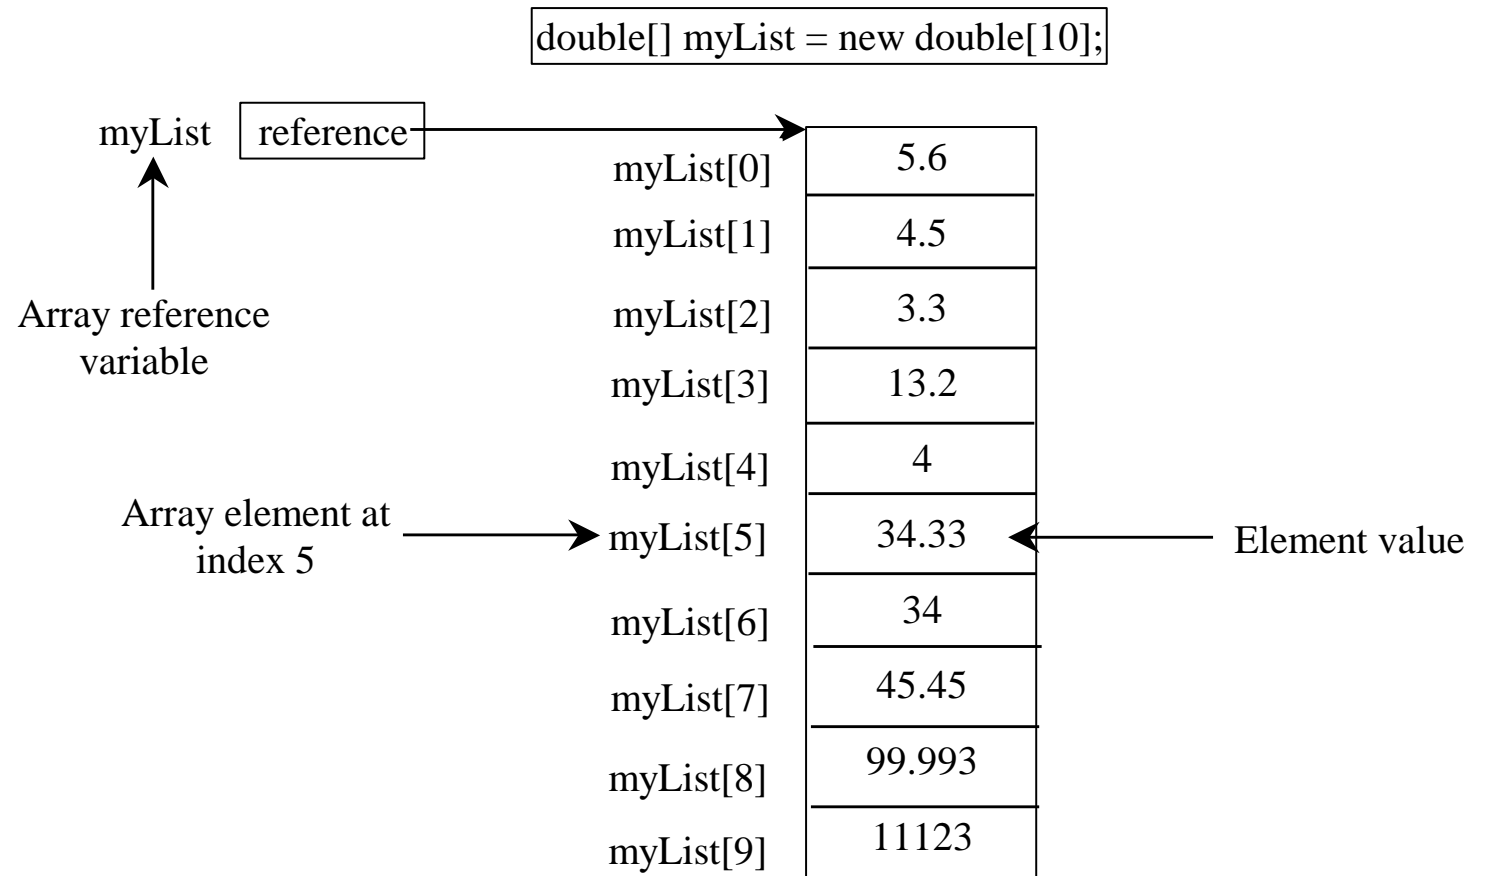 double[] myList = new double[10];
myList reference
myList[0] 5.6
myList[1] 4.5
Array reference
variable
myList[2] 3.3
myList[3] 13.2
myList[4] 4
Array element at
index 5
myList[5] 34.33
Element value
myList[6] 34
myList[7] 45.45
myList[8] 99.993
myList[9] 11123